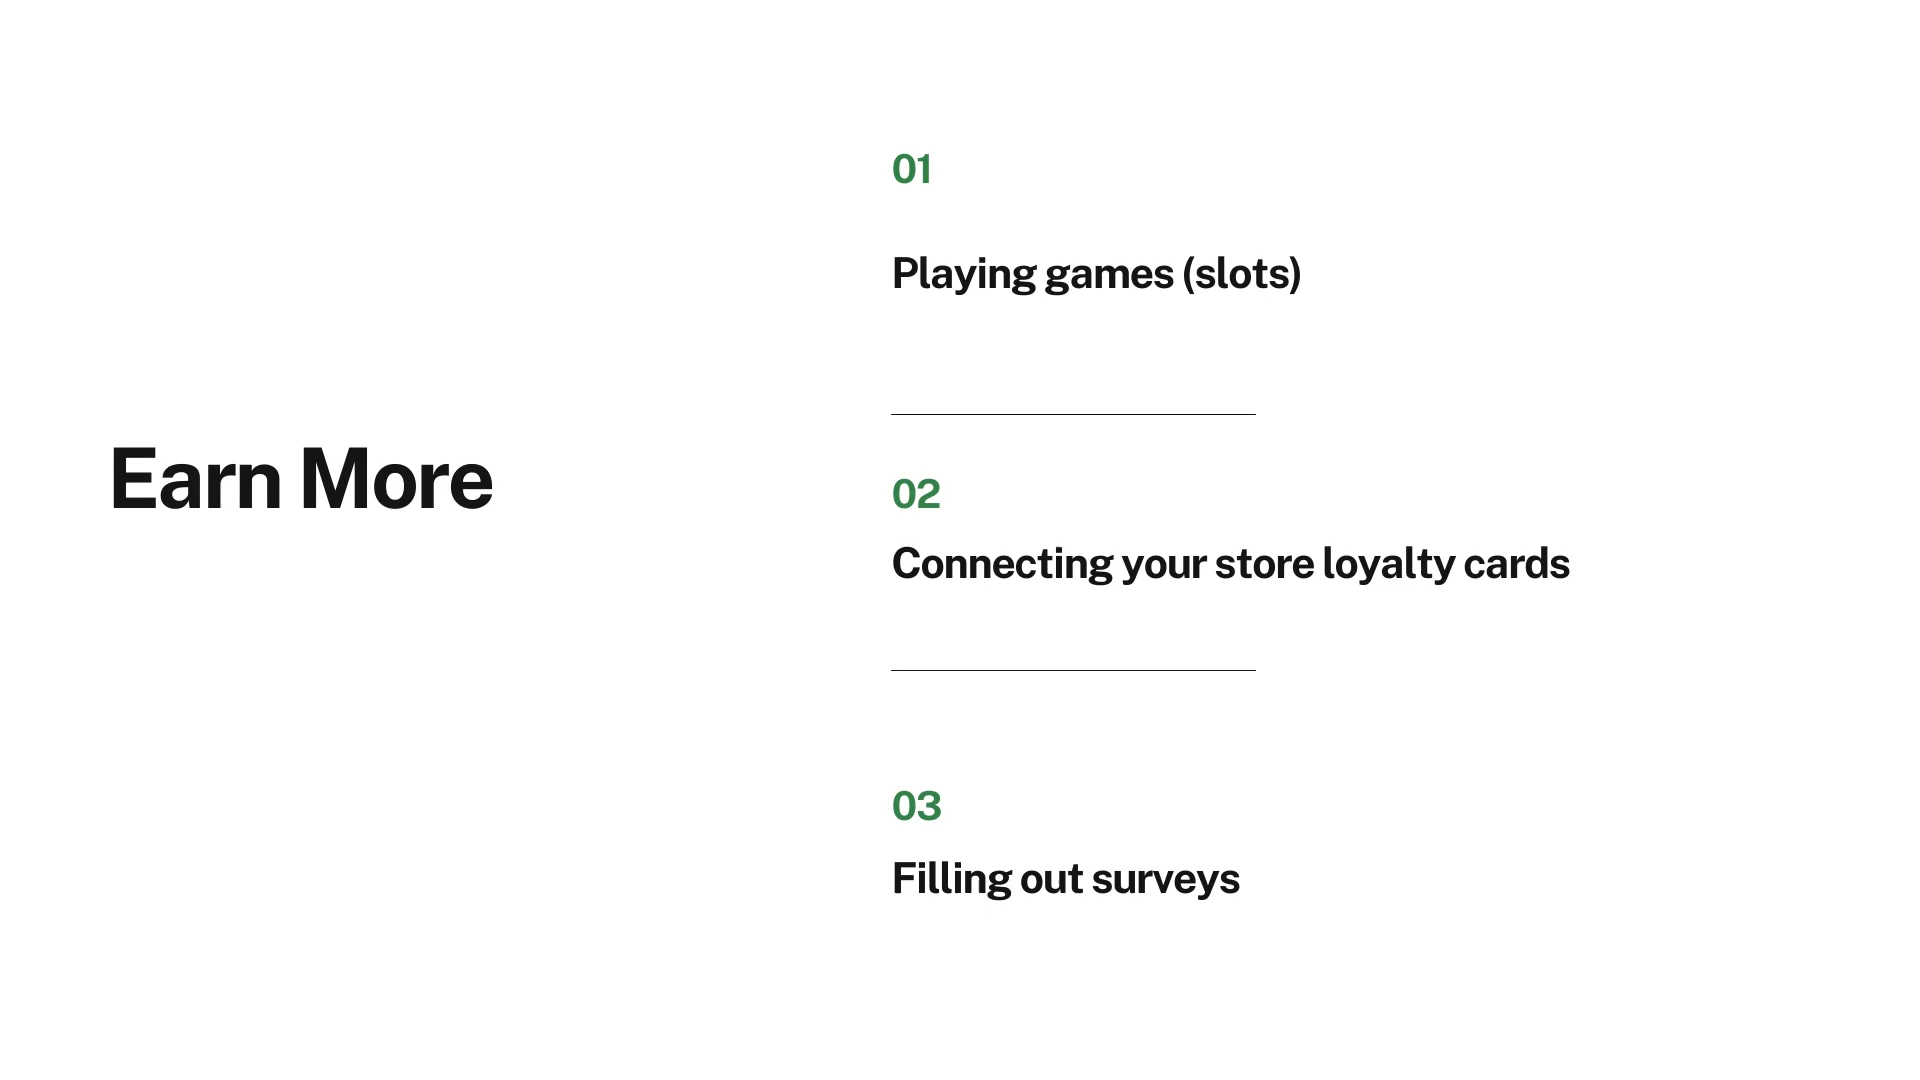 Earn More
01
Playing games (slots)
02
Connecting your store loyalty cards
03
Filling out surveys